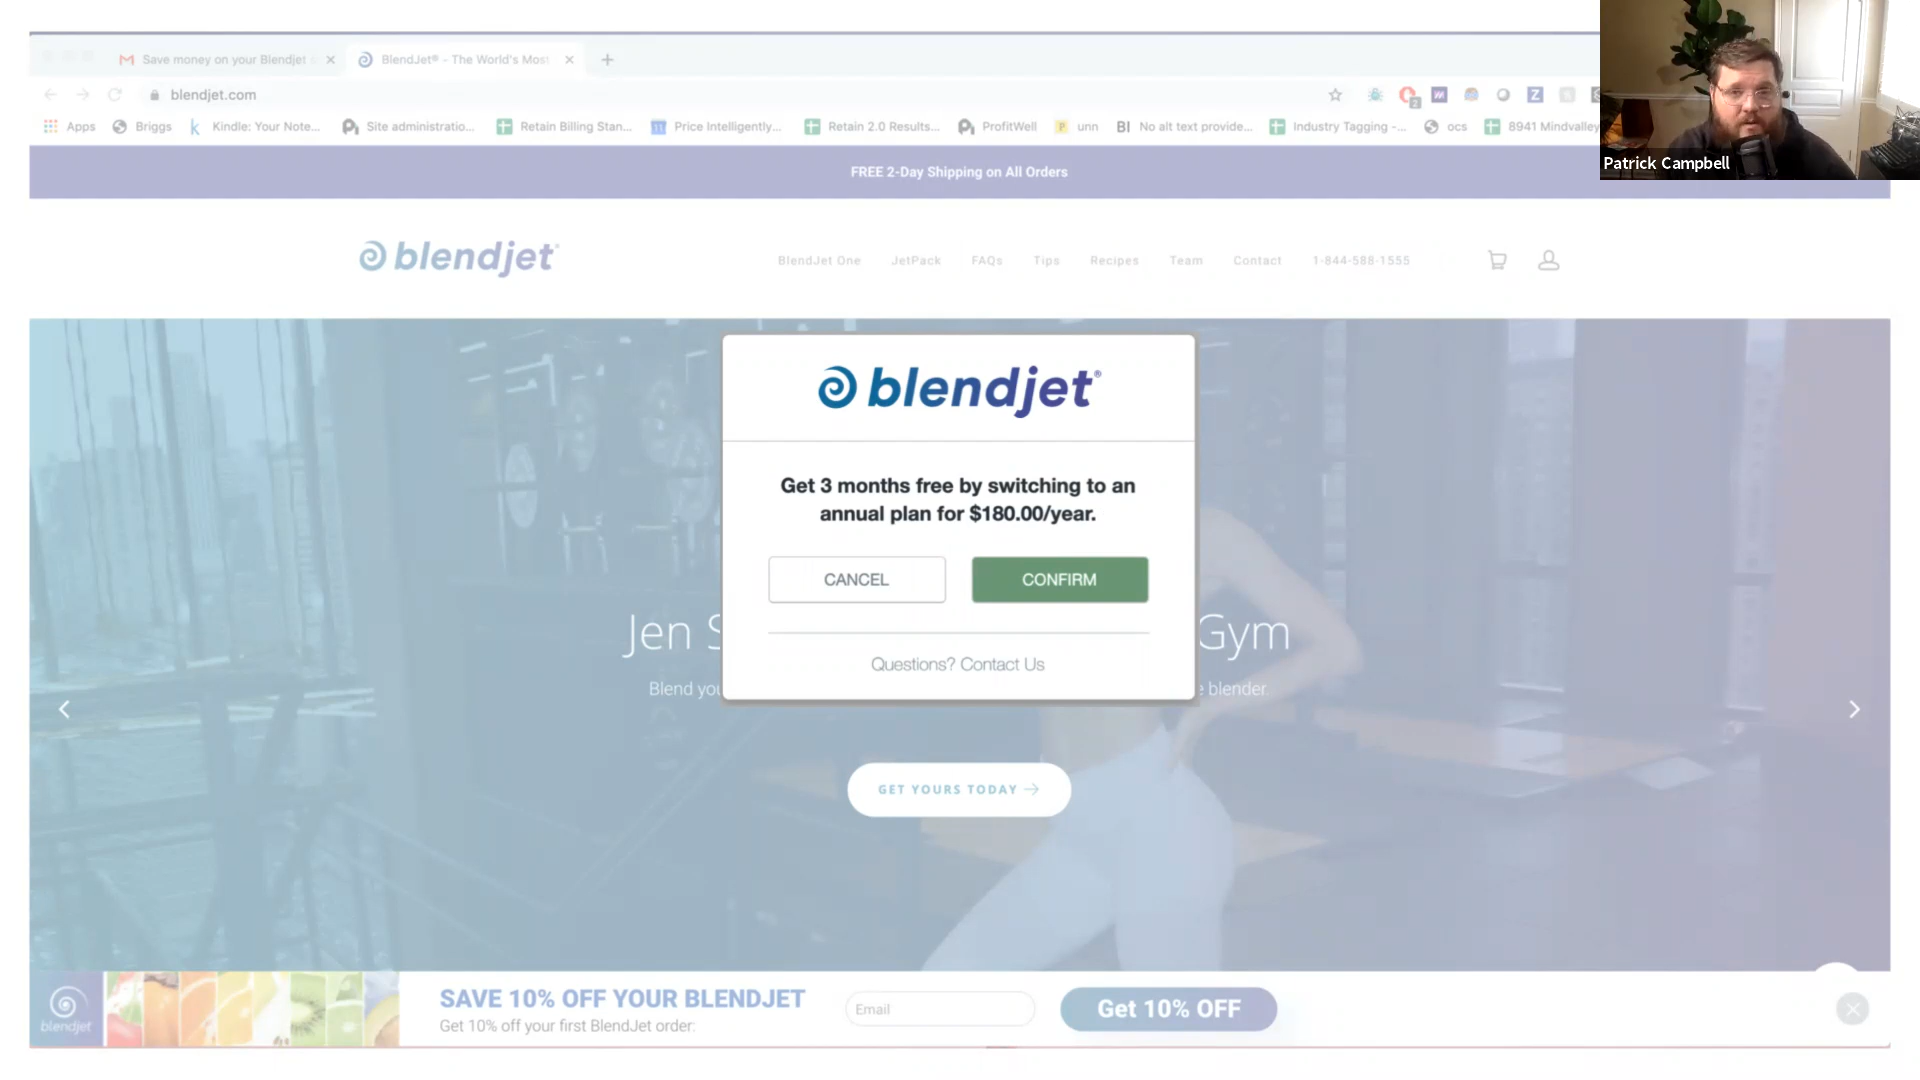 Save money on your Blendjet
BlendJet® - The World's Most
blendjet.com
Apps
Briggs
Kindle: Your Note...
Site administratio...
Retain Billing Stan...
Price Intelligently...
Retain 2.0 Results...
ProfitWell
unn
BI No alt text provide...
Industry Tagging -...
ocs
8941 Mindvalley
Patrick Campbell
FREE 2-Day Shipping on All Orders
blendjet®
BlendJet One
JetPack
FAQs
Tips
Recipes
Team
Contact
1-844-588-1555
blendjet®
Get 3 months free by switching to an
annual plan for $180.00/year.
CANCEL
CONFIRM
Questions? Contact Us
Jen
Gym
Blend
blender.
GET YOURS TODAY →
blendjet
SAVE 10% OFF YOUR BLENDJET
Get 10% off your first BlendJet order:
Email
Get 10% OFF